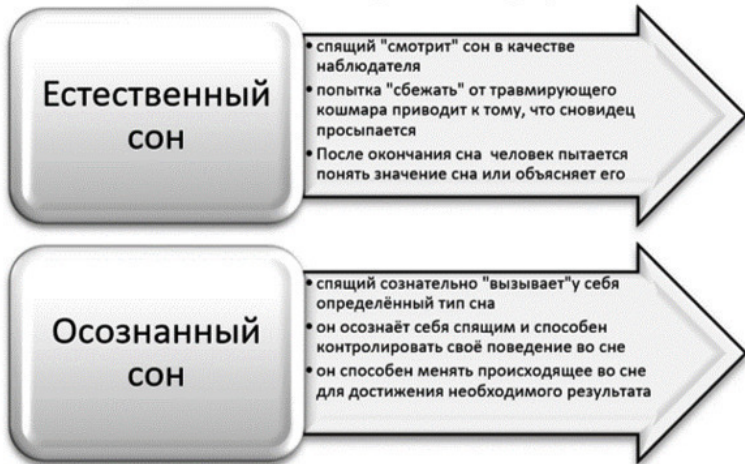 Естественный
сон
• спящий "смотрит" сон в качестве
наблюдателя
• попытка "сбежать" от травмирующего
кошмара приводит к тому, что сновидец
просыпается
• После окончания сна человек пытается
понять значение сна или объясняет его
Осознанный
сон
• спящий сознательно "вызывает"у себя
определённый тип сна
• он осознаёт себя спящим и способен
контролировать своё поведение во сне
• он способен менять происходящее во сне
для достижения необходимого результата